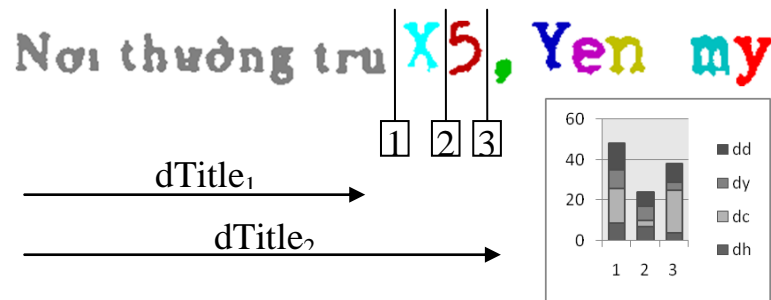 Nơi thường tru X5, Yen my
1 2 3
dTitle₁
dTitle₂
60
40
20
0
1 2 3
dd
dy
dc
dh